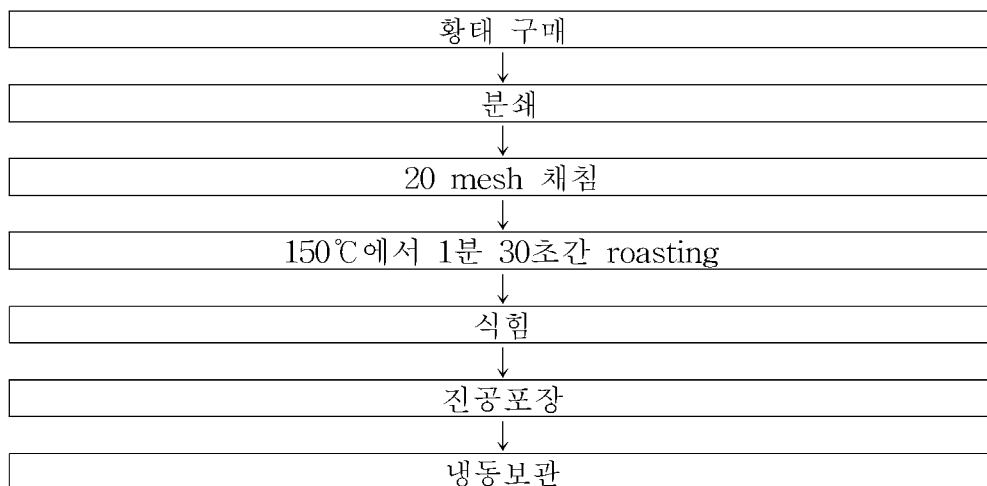 황태 구매
분쇄
20 mesh 채침
150℃에서 1분 30초간 roasting
식힘
진공포장
냉동보관